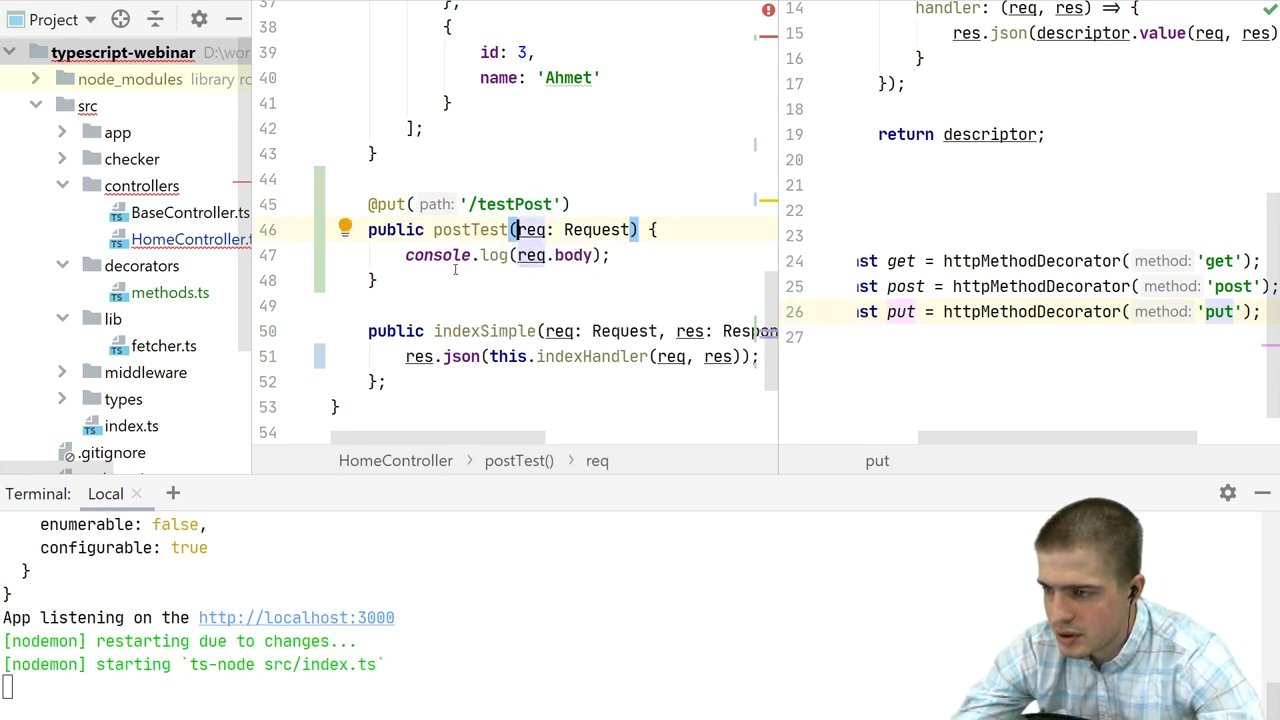 Project
typescript-webinar D:\wor
node_modules library ro
src
app
checker
controllers
BaseController.ts
HomeController.t
decorators
methods.ts
lib
fetcher.ts
middleware
types
index.ts
.gitignore
37 },
38 {
39 id: 3,
40 name: 'Ahmet'
41 }
42 ];
43 }
44
45 @put( path: '/testPost')
46 public postTest(req: Request) {
47 console.log(req.body);
48 }
49
50 public indexSimple(req: Request, res: Respon
51 res.json(this.indexHandler(req, res));
52 };
53 }
54
HomeController > postTest() > req
14 handler: (req, res) => {
15 res.json(descriptor.value(req, res)
16 }
17 });
18
19 return descriptor;
20
21
22
23
24 nst get = httpMethodDecorator( method: 'get');
25 nst post = httpMethodDecorator( method: 'post');
26 nst put = httpMethodDecorator( method: 'put');
27
put
Terminal: Local × +
enumerable: false,
configurable: true
}
}
App listening on the http://localhost:3000
[nodemon] restarting due to changes...
[nodemon] starting `ts-node src/index.ts`